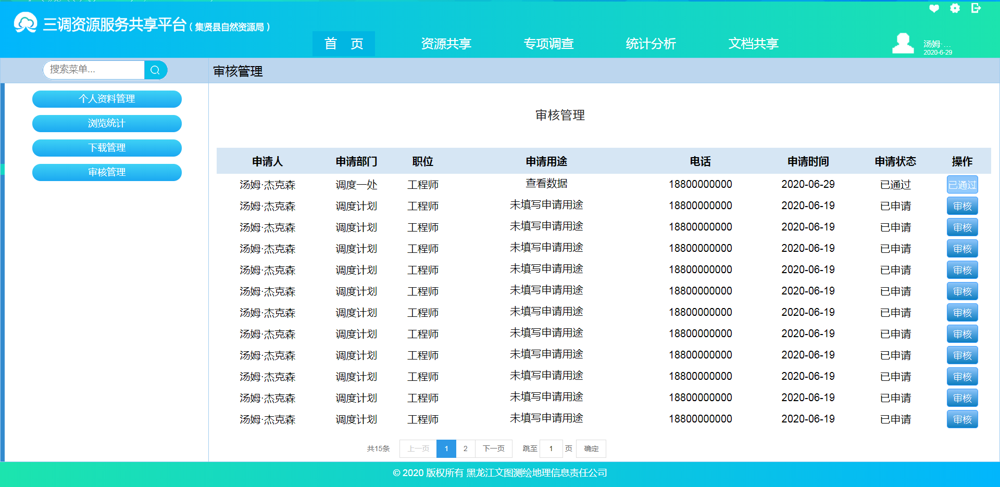 三调资源服务共享平台（集贤县自然资源局）
首 页 资源共享 专项调查 统计分析 文档共享
汤姆·...
2020-6-29
搜索菜单...
审核管理
个人资料管理
浏览统计
下载管理
审核管理
审核管理
申请人 申请部门 职位 申请用途 电话 申请时间 申请状态 操作
汤姆·杰克森 调度一处 工程师 查看数据 18800000000 2020-06-29 已通过 已通过
汤姆·杰克森 调度计划 工程师 未填写申请用途 18800000000 2020-06-19 已申请 审核
汤姆·杰克森 调度计划 工程师 未填写申请用途 18800000000 2020-06-19 已申请 审核
汤姆·杰克森 调度计划 工程师 未填写申请用途 18800000000 2020-06-19 已申请 审核
汤姆·杰克森 调度计划 工程师 未填写申请用途 18800000000 2020-06-19 已申请 审核
汤姆·杰克森 调度计划 工程师 未填写申请用途 18800000000 2020-06-19 已申请 审核
汤姆·杰克森 调度计划 工程师 未填写申请用途 18800000000 2020-06-19 已申请 审核
汤姆·杰克森 调度计划 工程师 未填写申请用途 18800000000 2020-06-19 已申请 审核
汤姆·杰克森 调度计划 工程师 未填写申请用途 18800000000 2020-06-19 已申请 审核
汤姆·杰克森 调度计划 工程师 未填写申请用途 18800000000 2020-06-19 已申请 审核
汤姆·杰克森 调度计划 工程师 未填写申请用途 18800000000 2020-06-19 已申请 审核
汤姆·杰克森 调度计划 工程师 未填写申请用途 18800000000 2020-06-19 已申请 审核
共15条 上一页 1 2 下一页 跳至 1 页 确定
© 2020 版权所有 黑龙江文图测绘地理信息责任公司